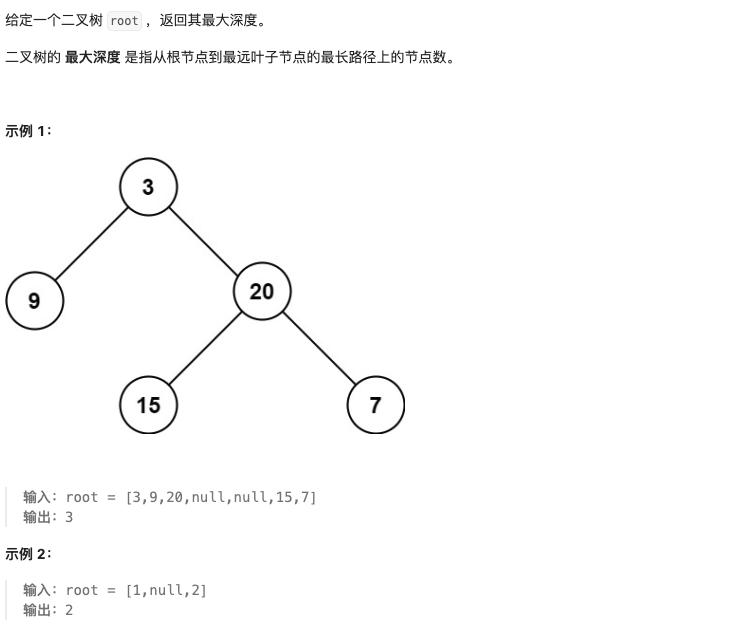 给定一个二叉树 root ，返回其最大深度。
二叉树的 最大深度 是指从根节点到最远叶子节点的最长路径上的节点数。
示例 1：
3
9
20
15
7
输入：root = [3,9,20,null,null,15,7]
输出：3
示例 2：
输入：root = [1,null,2]
输出：2